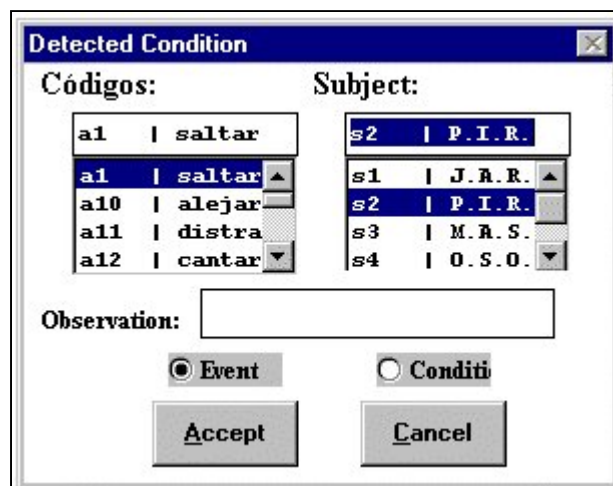 Detected Condition
Códigos: Subject:
a1 | saltar s2 | P.I.R.
a1 | saltar s1 | J.A.R.
a10 | alejar s2 | P.I.R.
a11 | distra s3 | M.A.S.
a12 | cantar s4 | O.S.O.
Observation:
Event Conditi
Accept Cancel